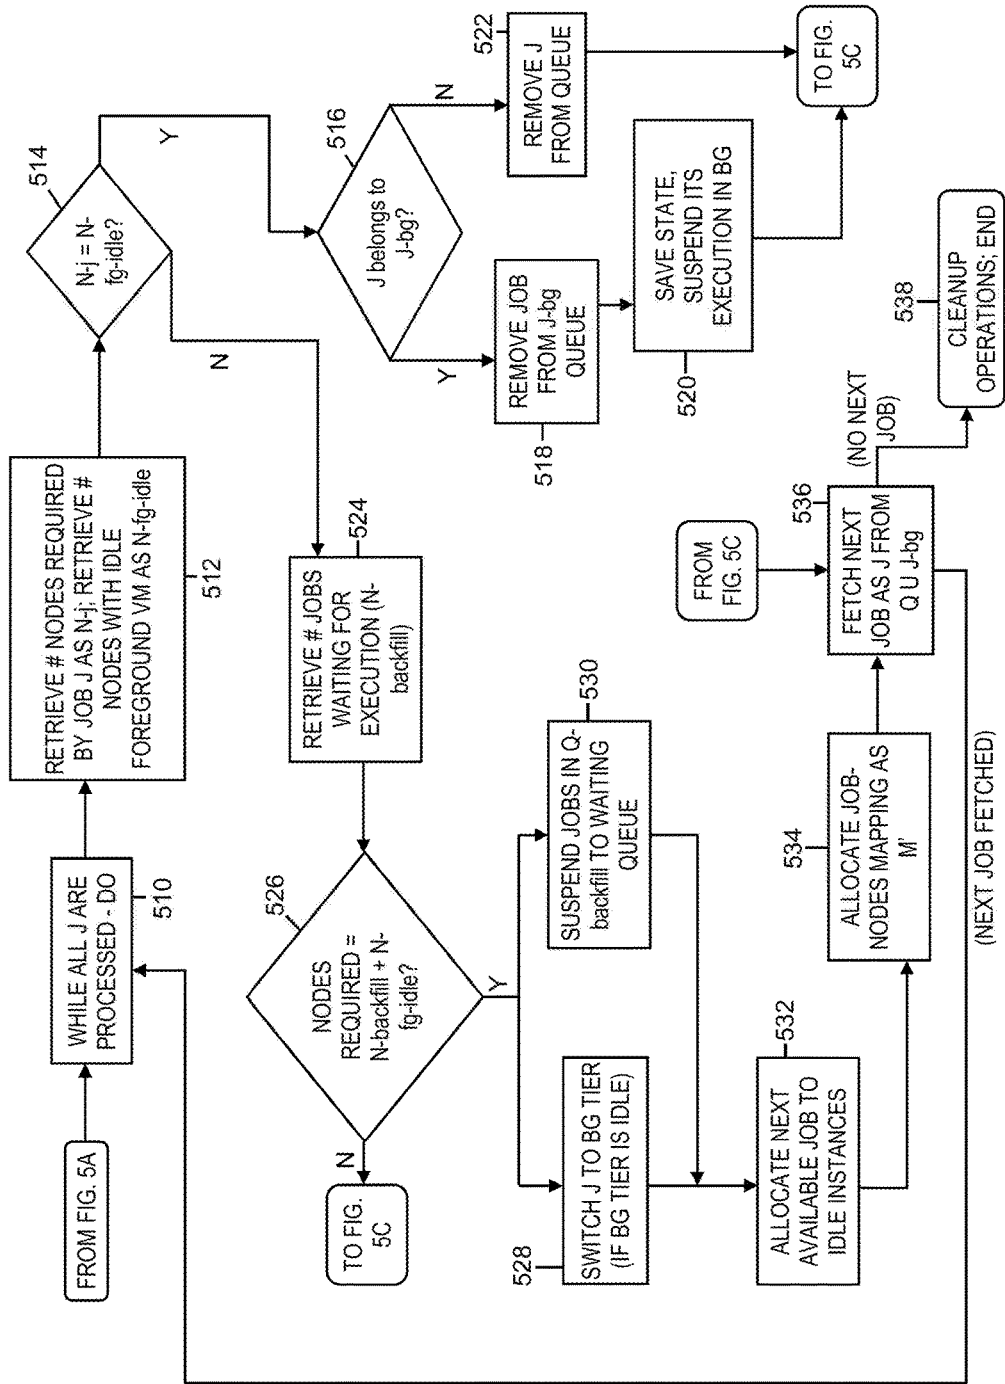 FROM FIG. 5A
WHILE ALL J ARE
PROCESSED - DO
510
RETRIEVE # NODES REQUIRED
BY JOB J AS N-j; RETRIEVE #
NODES WITH IDLE
FOREGROUND VM AS N-fg-idle
512
N-j = N-
fg-idle?
514
Y
N
J belongs to
J-bg?
516
Y
N
REMOVE JOB
FROM J-bg
QUEUE
518
SAVE STATE,
SUSPEND ITS
EXECUTION IN BG
520
REMOVE J
FROM QUEUE
522
TO FIG.
5C
RETRIEVE # JOBS
WAITING FOR
EXECUTION (N-
backfill)
524
NODES
REQUIRED =
N-backfill + N-
fg-idle?
526
N
Y
TO FIG.
5C
SWITCH J TO BG TIER
(IF BG TIER IS IDLE)
528
SUSPEND JOBS IN Q-
backfill TO WAITING
QUEUE
530
ALLOCATE NEXT
AVAILABLE JOB TO
IDLE INSTANCES
532
ALLOCATE JOB-
NODES MAPPING AS
M'
534
FROM
FIG. 5C
FETCH NEXT
JOB AS J FROM
Q U J-bg
536
(NO NEXT
JOB)
CLEANUP
OPERATIONS; END
538
(NEXT JOB FETCHED)